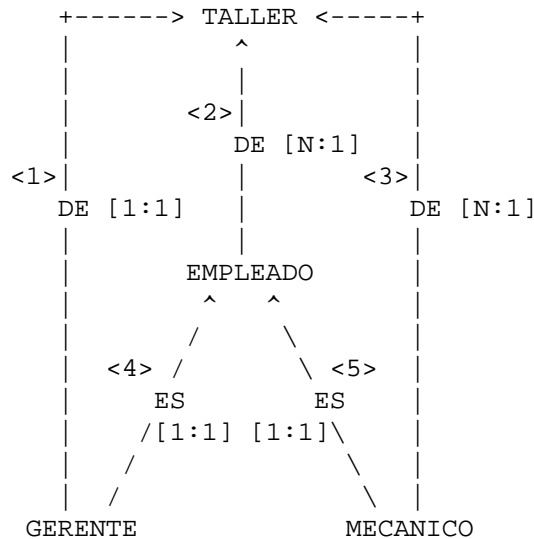 +------> TALLER <-----+
|          ^          |
|          |          |
|          |          |
|       <2>|          |
|          DE [N:1]   |
<1>|          |       <3>|
DE [1:1]   |          DE [N:1]
|          |          |
|       EMPLEADO      |
|        ^   ^        |
|       /     \       |
|  <4> /       \ <5>  |
|    ES         ES    |
|    /[1:1] [1:1]\    |
|   /             \   |
|  /               \  |
GERENTE             MECANICO